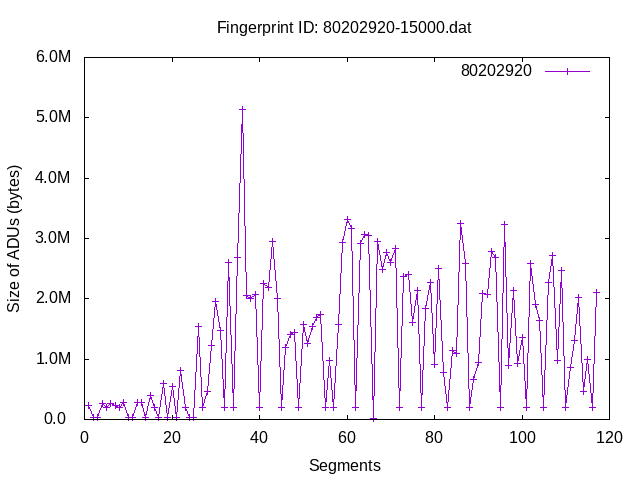 Fingerprint ID: 80202920-15000.dat
80202920
6.0M
5.0M
4.0M
3.0M
2.0M
1.0M
0.0
Size of ADUs (bytes)
0 20 40 60 80 100 120
Segments